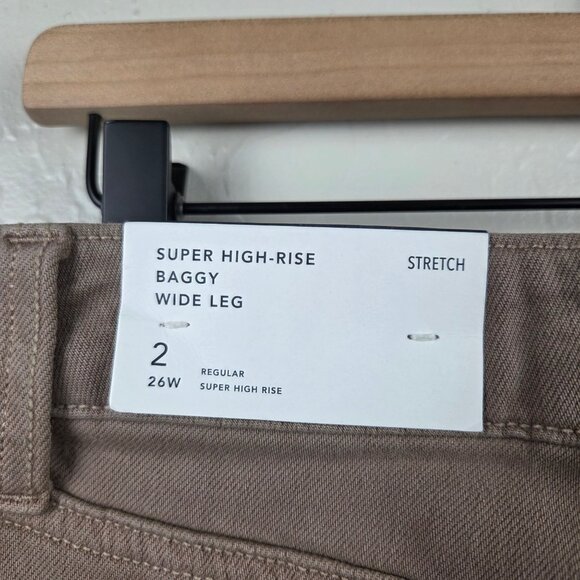 SUPER HIGH-RISE
BAGGY
WIDE LEG
STRETCH
2
26W
REGULAR
SUPER HIGH RISE